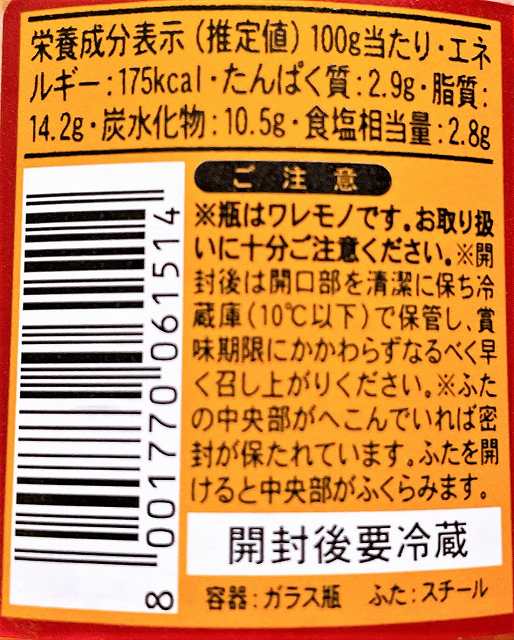 栄養成分表示(推定値)100g当たり・エネ
ルギー:175kcal・たんぱく質:2.9g・脂質:
14.2g・炭水化物:10.5g・食塩相当量:2.8g
ご注意
※瓶はワレモノです。お取り扱
いに十分ご注意ください。※開
封後は開口部を清潔に保ち冷
蔵庫(10℃以下)で保管し、賞
味期限にかかわらずなるべく早
く召し上がりください。※ふた
の中央部がへこんでいれば密
封が保たれています。ふたを開
けると中央部がふくらみます。
開封後要冷蔵
容器:ガラス瓶 ふた:スチール
8 001770 061514